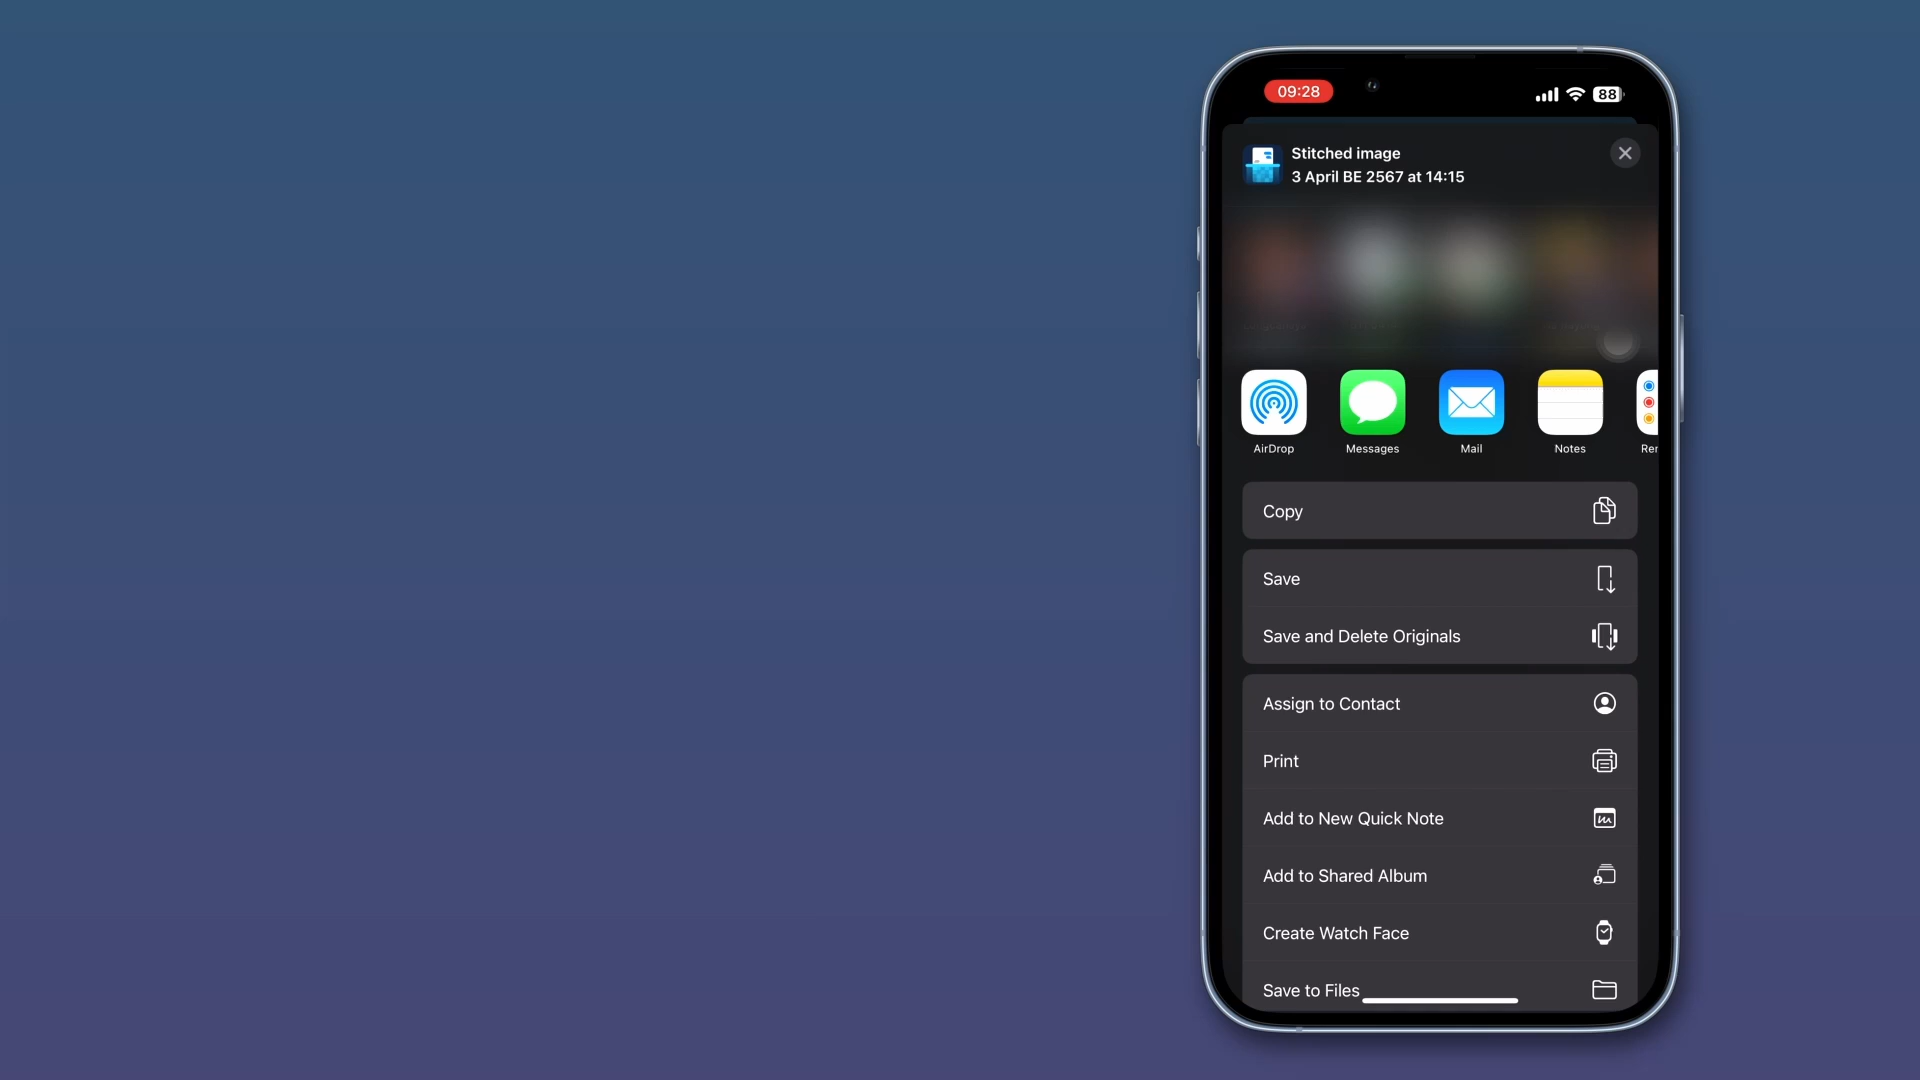 09:28
88
Stitched image
3 April BE 2567 at 14:15
AirDrop
Messages
Mail
Notes
Rer
Copy
Save
Save and Delete Originals
Assign to Contact
Print
Add to New Quick Note
Add to Shared Album
Create Watch Face
Save to Files